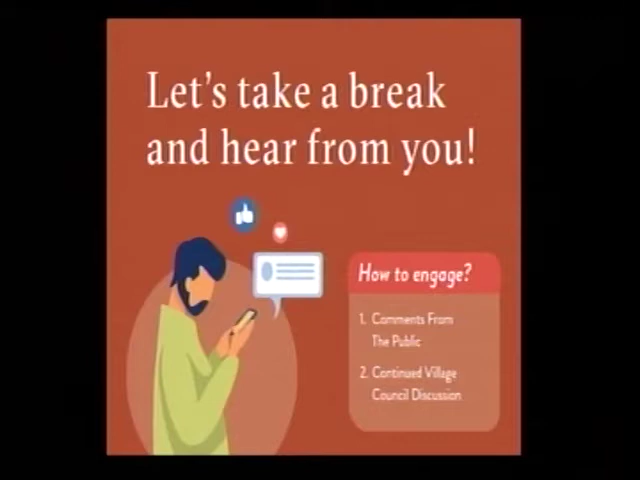 Let's take a break
and hear from you!
How to engage?
1. Comments From
The Public
2. Continued Village
Council Discussion